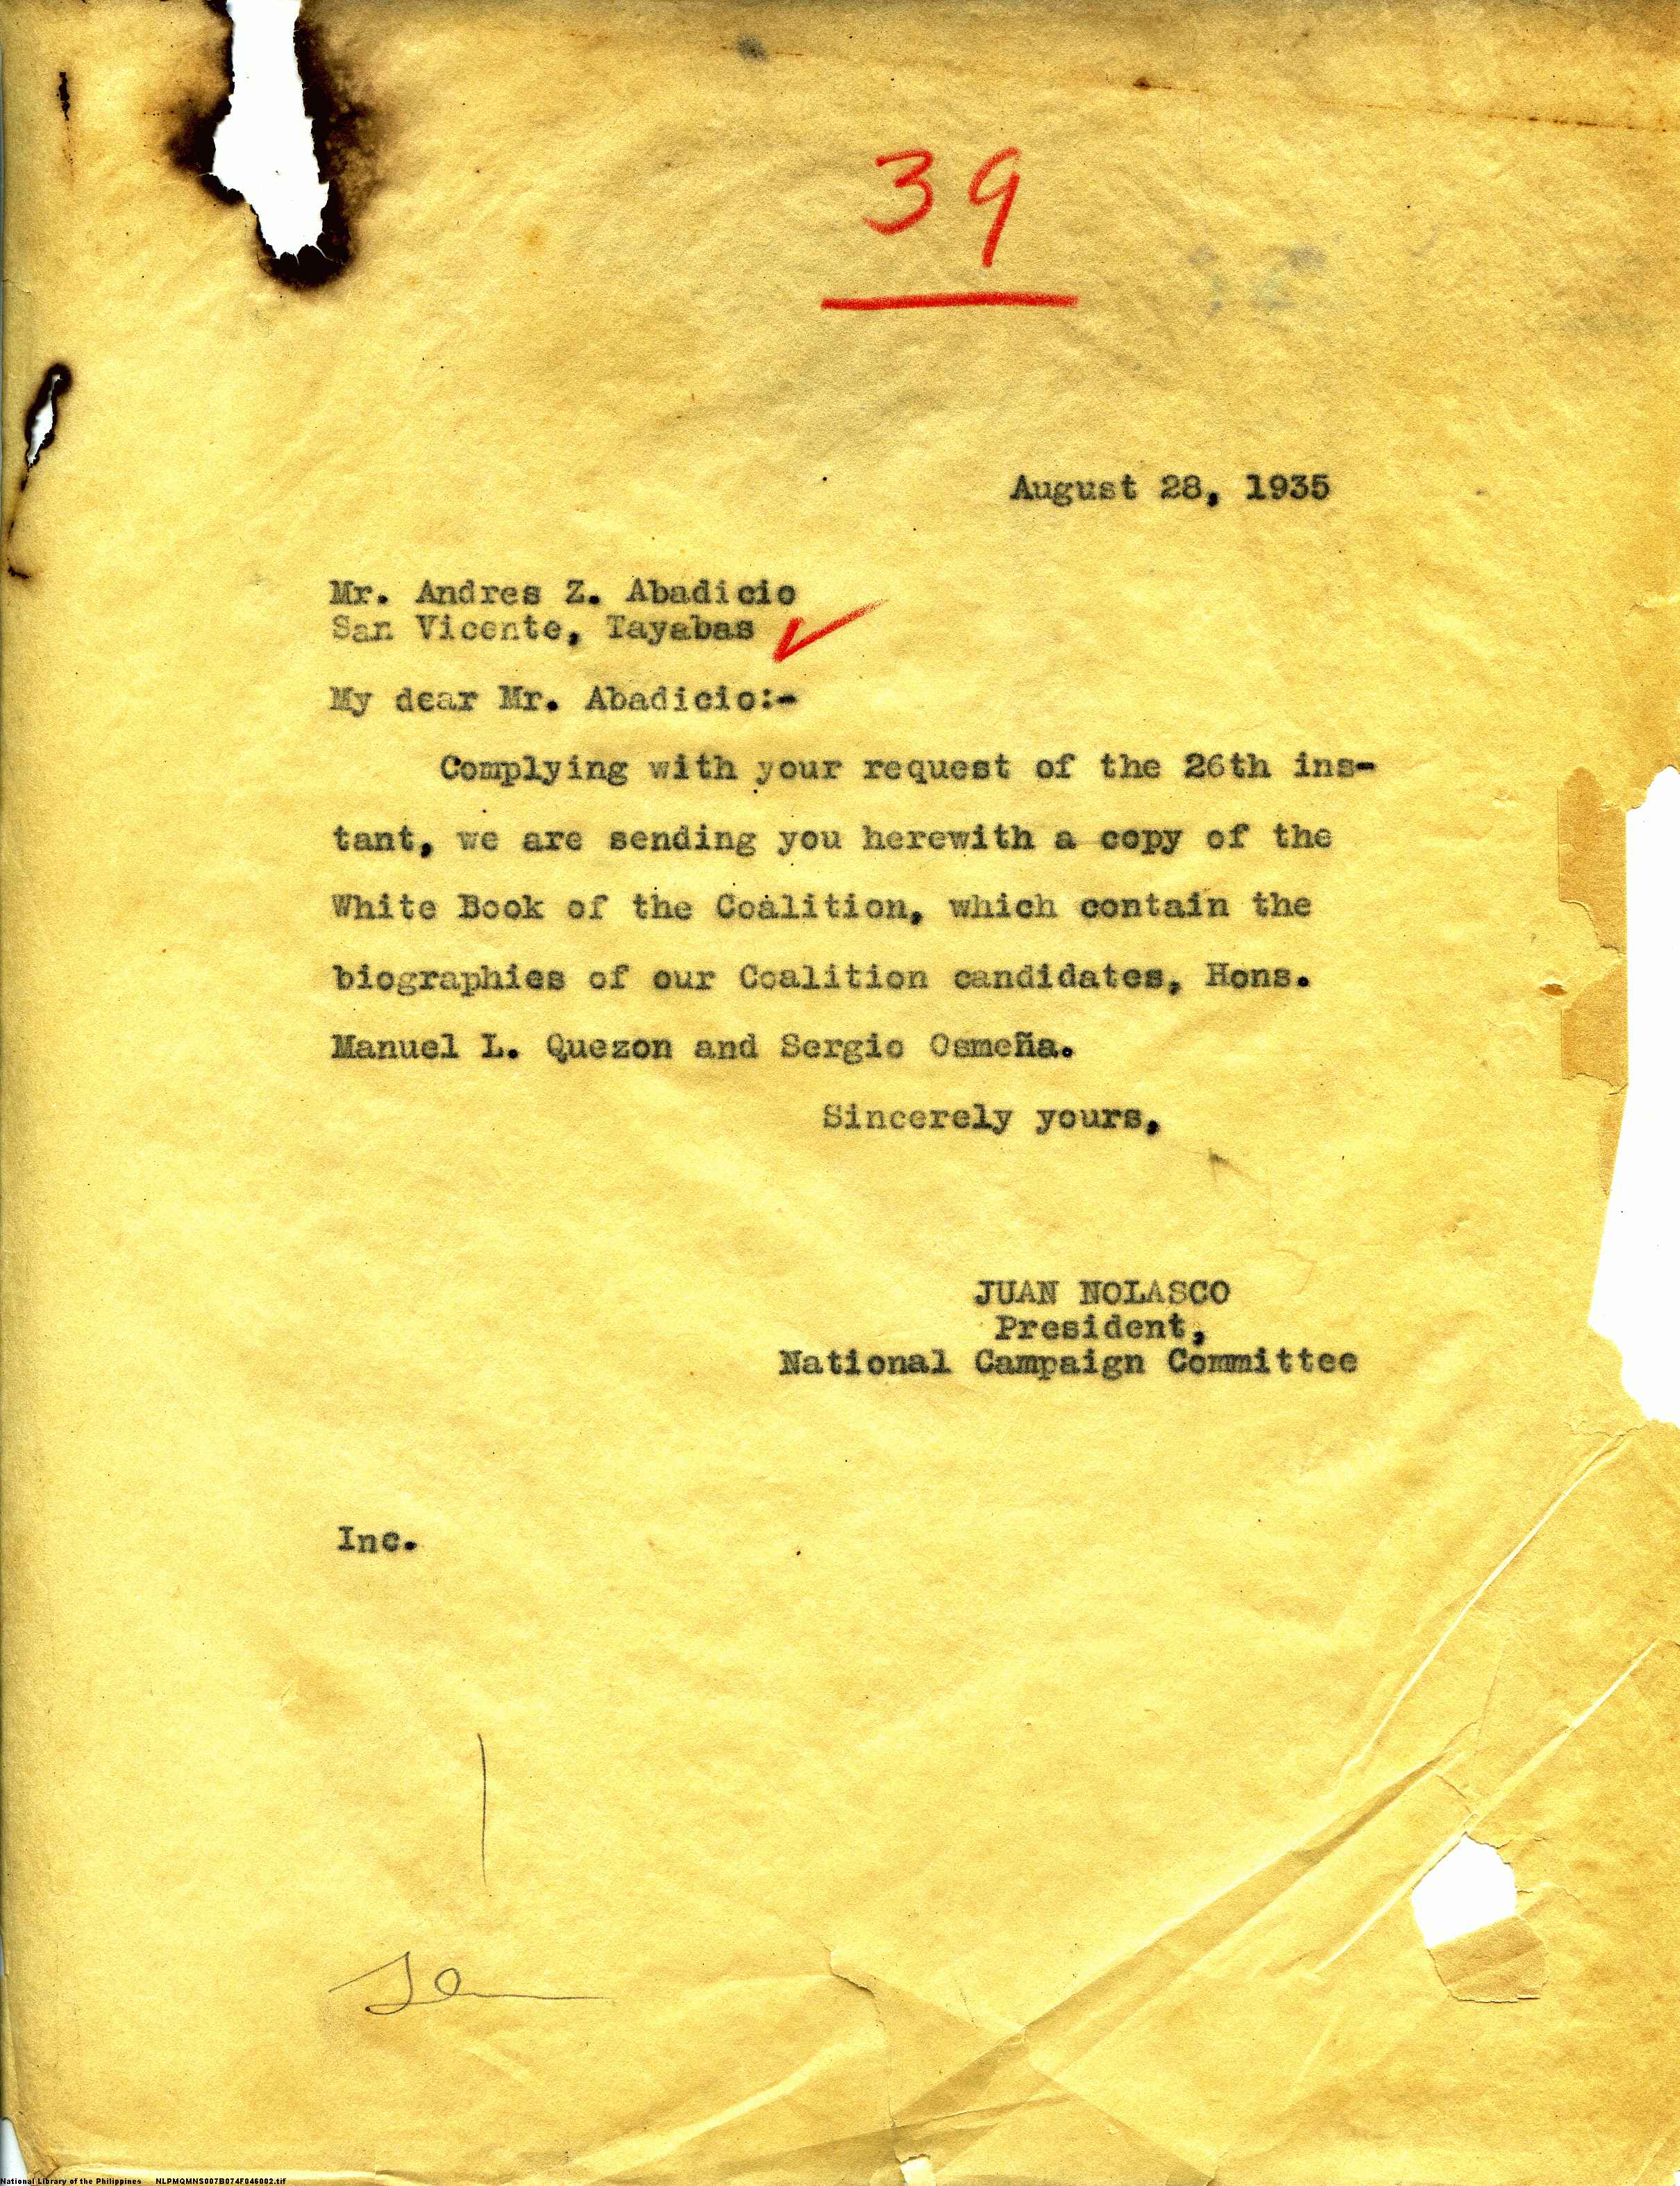 39
August 28, 1935
Mr. Andres Z. Abadicio
San Vicente, Tayabas
My dear Mr. Abadicio:-
Complying with your request of the 26th ins-
tant, we are sending you herewith a copy of the
White Book of the Coalition, which contain the
biographies of our Coalition candidates, Hons.
Manuel L. Quezon and Sergio Osmeña.
Sincerely yours,
JUAN NOLASCO
President,
National Campaign Committee
Inc.
National Library of the Philippines NLPMQMNS007B074F046002.tif